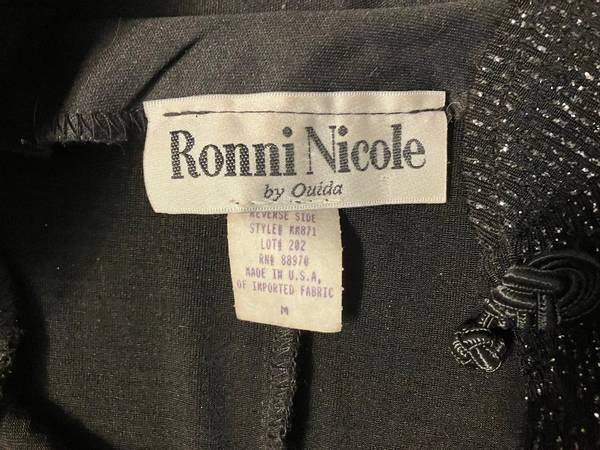 Ronni Nicole
by Ouida
REVERSE SIDE
STYLE# RR871
LOT# 202
RN# 88970
MADE IN U.S.A,
OF IMPORTED FABRIC
M